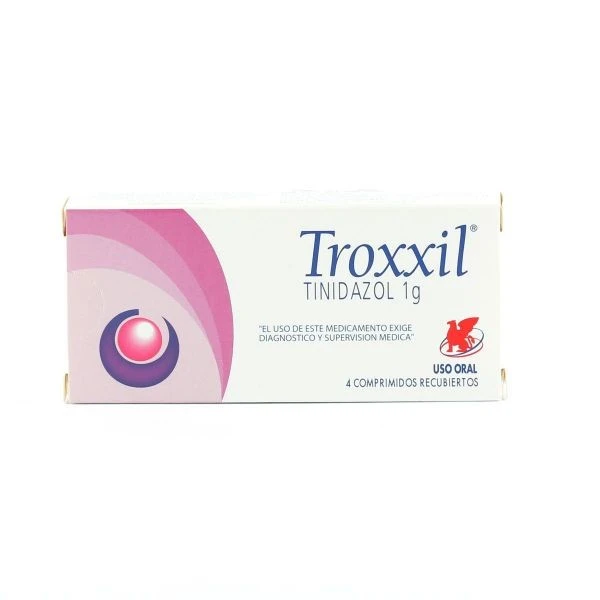 Troxxil®
TINIDAZOL 1g
"EL USO DE ESTE MEDICAMENTO EXIGE
DIAGNOSTICO Y SUPERVISION MEDICA"
USO ORAL
4 COMPRIMIDOS RECUBIERTOS